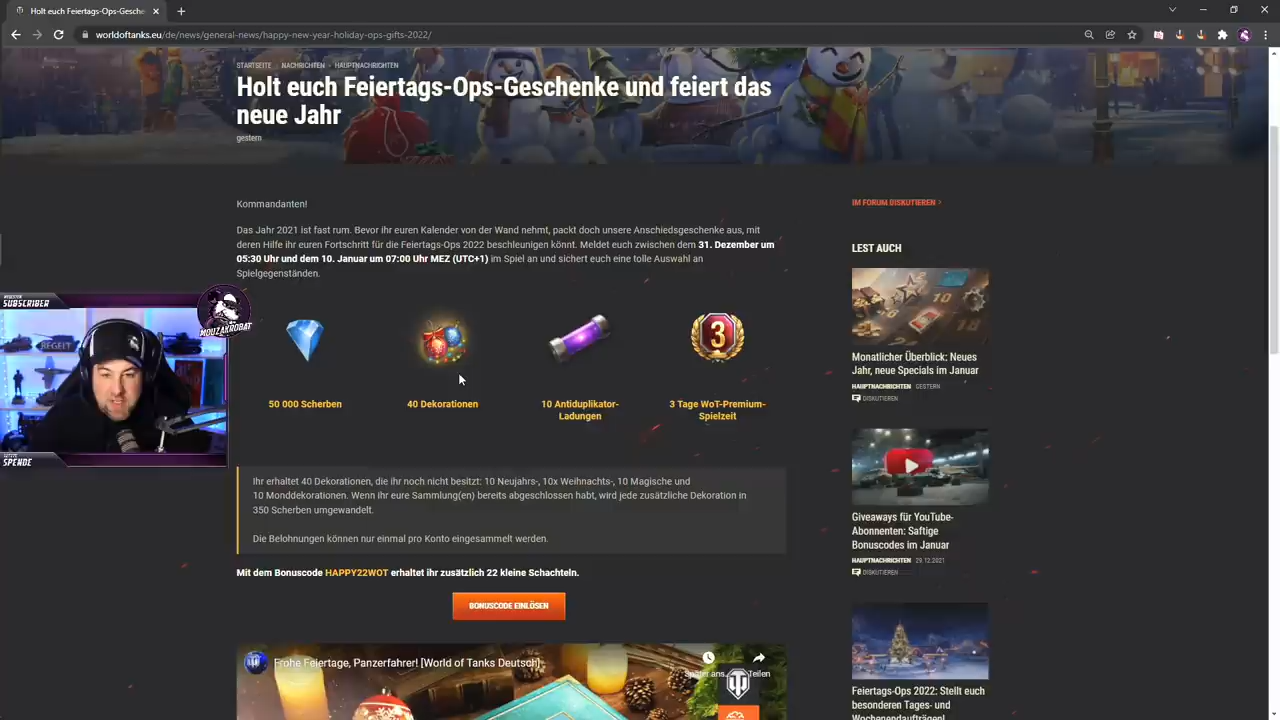 Holt euch Feiertags-Ops-Gesche
worldoftanks.eu/de/news/general-news/happy-new-year-holiday-ops-gifts-2022/
STARTSEITE NACHRICHTEN HAUPTNACHRICHTEN
Holt euch Feiertags-Ops-Geschenke und feiert das
neue Jahr
gestern
Kommandanten!
Das Jahr 2021 ist fast rum. Bevor ihr euren Kalender von der Wand nehmt, packt doch unsere Anschiedsgeschenke aus, mit
deren Hilfe ihr euren Fortschritt für die Feiertags-Ops 2022 beschleunigen könnt. Meldet euch zwischen dem 31. Dezember um
05:30 Uhr und dem 10. Januar um 07:00 Uhr MEZ (UTC+1) im Spiel an und sichert euch eine tolle Auswahl an
Spielgegenständen.
3
50 000 Scherben
40 Dekorationen
10 Antiduplikator-
Ladungen
3 Tage WoT-Premium-
Spielzeit
Ihr erhaltet 40 Dekorationen, die ihr noch nicht besitzt: 10 Neujahrs-, 10x Weihnachts-, 10 Magische und
10 Monddekorationen. Wenn ihr eure Sammlung(en) bereits abgeschlossen habt, wird jede zusätzliche Dekoration in
350 Scherben umgewandelt.
Die Belohnungen können nur einmal pro Konto eingesammelt werden.
Mit dem Bonuscode HAPPY22WOT erhaltet ihr zusätzlich 22 kleine Schachteln.
BONUSCODE EINLÖSEN
Frohe Feiertage, Panzerfahrer! [World of Tanks Deutsch]
Später ans...
Teilen
IM FORUM DISKUTIEREN >
LEST AUCH
Monatlicher Überblick: Neues
Jahr, neue Specials im Januar
HAUPTNACHRICHTEN GESTERN
DISKUTIEREN
Giveaways für YouTube-
Abonnenten: Saftige
Bonuscodes im Januar
HAUPTNACHRICHTEN 29.12.2021
DISKUTIEREN
Feiertags-Ops 2022: Stellt euch
besonderen Tages- und
Wochenendaufträgen!
SUBSCRIBER
MOUZAKROBAT
REGELT
SPENDE